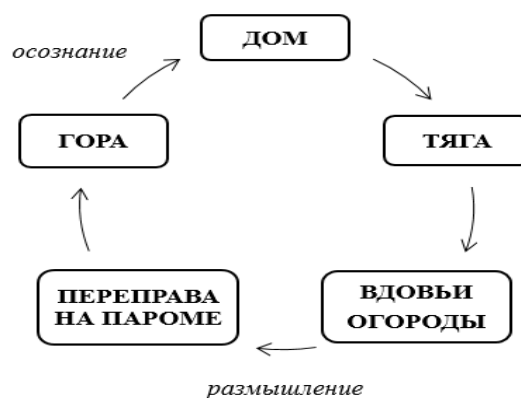 ДОМ
осознание
ГОРА
ТЯГА
ПЕРЕПРАВА
НА ПАРОМЕ
ВДОВЬИ
ОГОРОДЫ
размышление